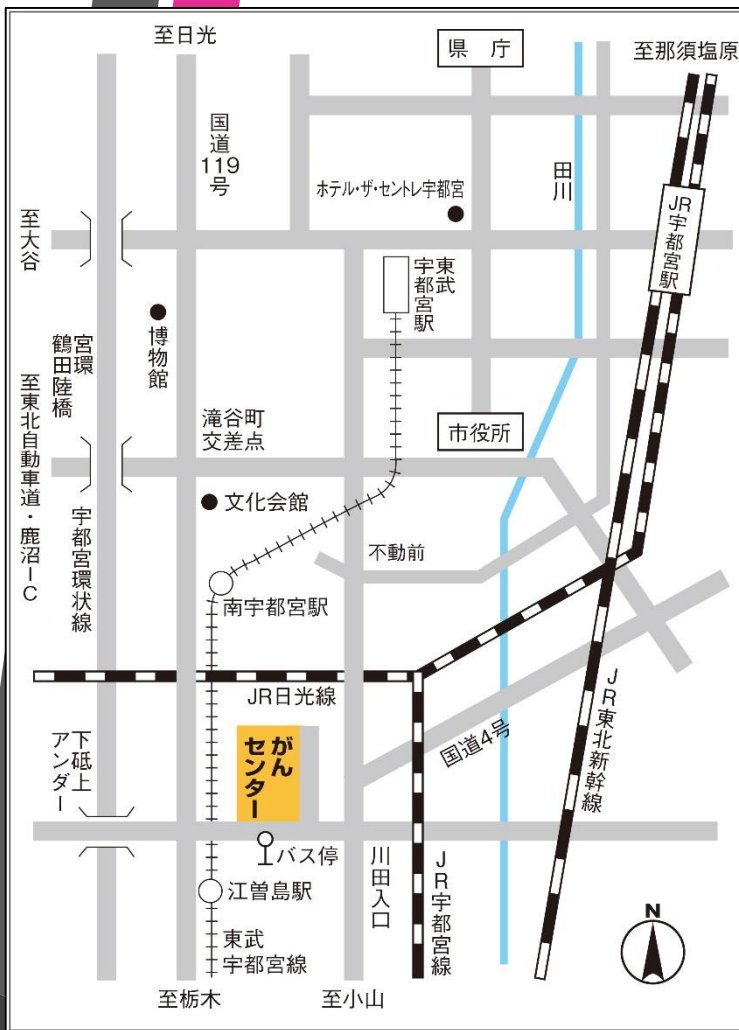 至日光
県 庁
至那須塩原
国道
119
号
ホテル・ザ・セントレ宇都宮
田川
JR宇都宮駅
至大谷
東武
宇都宮駅
博物館
宮環
鶴田陸橋
滝谷町
交差点
市役所
至東北自動車道・鹿沼IC
文化会館
宇都宮環状線
不動前
南宇都宮駅
JR日光線
JR東北新幹線
国道4号
がん
センター
下砥上
アンダー
バス停
川田入口
JR宇都宮線
江曽島駅
東武
宇都宮線
N
至栃木
至小山